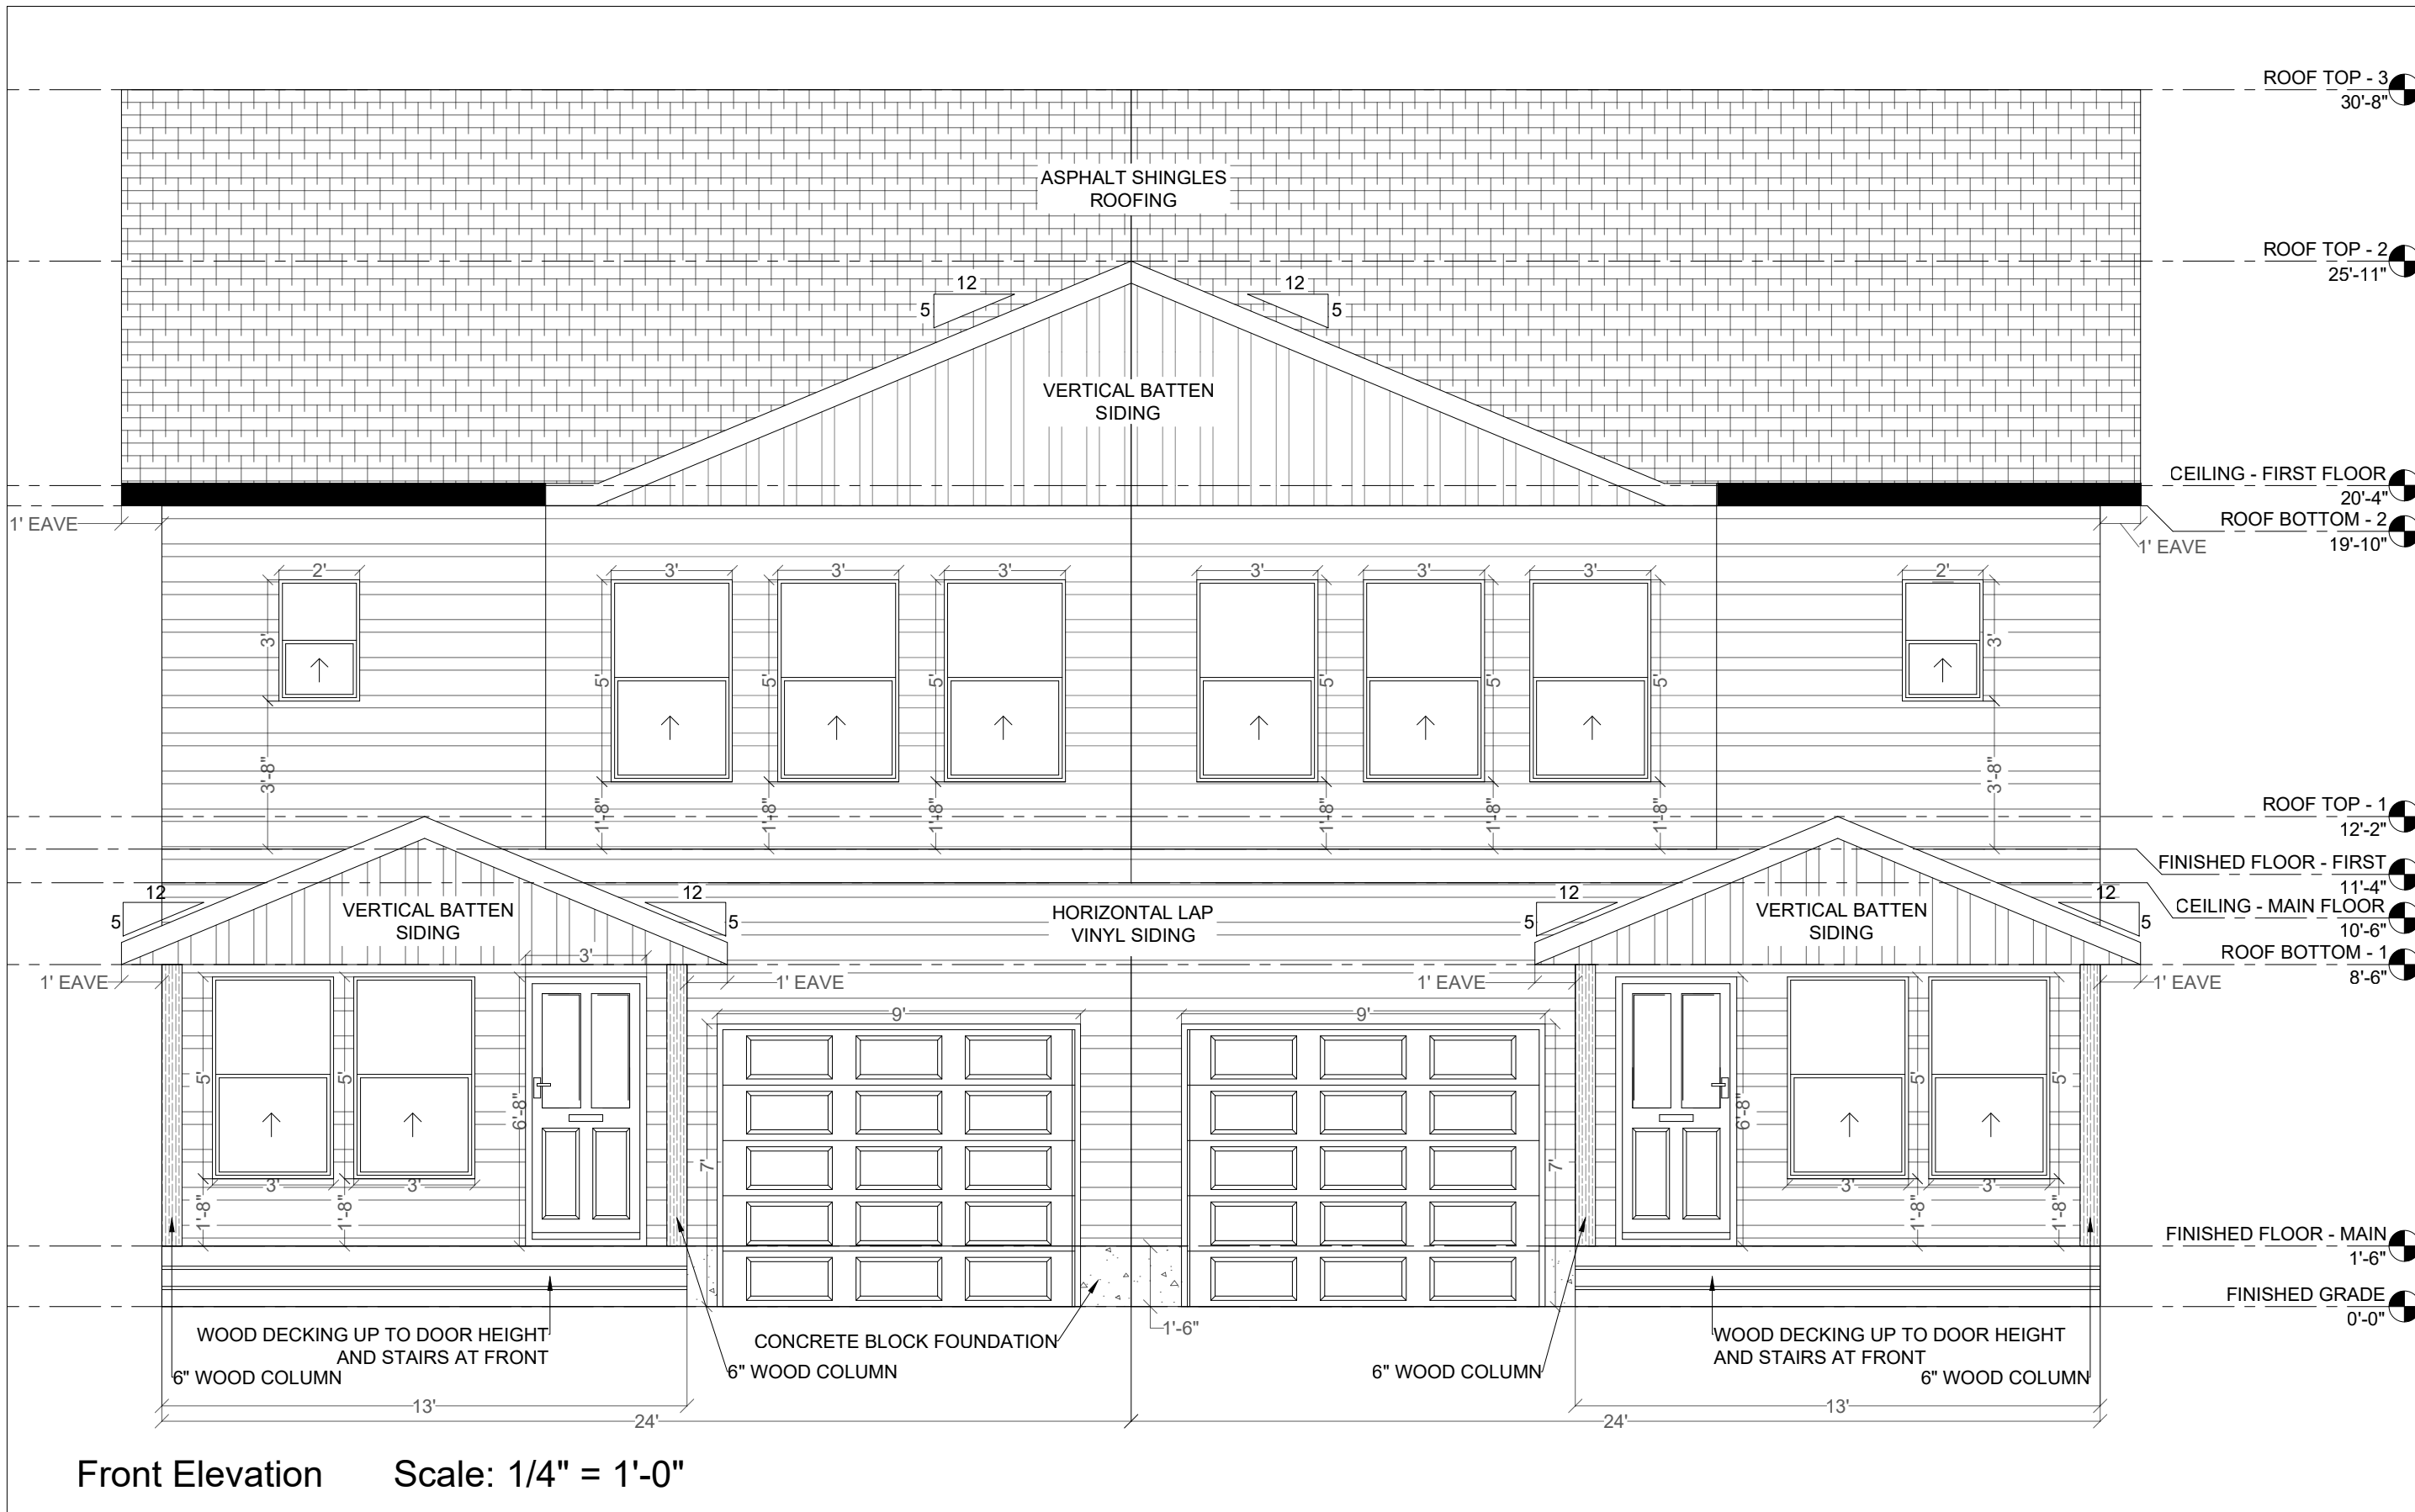 ROOF TOP - 3
30'-8"
ASPHALT SHINGLES
ROOFING
ROOF TOP - 2
25'-11"
12
12
5
5
VERTICAL BATTEN
SIDING
CEILING - FIRST FLOOR
20'-4"
1' EAVE
ROOF BOTTOM - 2
19'-10"
1' EAVE
2'
3'
3'
3'
3'
3'
3'
2'
3'
5'
5'
5'
5'
5'
5'
3'
3'-8"
1'-8"
1'-8"
1'-8"
1'-8"
1'-8"
1'-8"
3'-8"
ROOF TOP - 1
12'-2"
FINISHED FLOOR - FIRST
11'-4"
12
12
12
12
5
5
5
5
VERTICAL BATTEN
SIDING
HORIZONTAL LAP
VINYL SIDING
VERTICAL BATTEN
SIDING
CEILING - MAIN FLOOR
10'-6"
ROOF BOTTOM - 1
8'-6"
3'
1' EAVE
1' EAVE
1' EAVE
1' EAVE
9'
9'
5'
5'
6'-8"
7'
7'
6'-8"
5'
5'
3'
3'
3'
3'
1'-8"
1'-8"
1'-8"
1'-8"
FINISHED FLOOR - MAIN
1'-6"
FINISHED GRADE
0'-0"
1'-6"
WOOD DECKING UP TO DOOR HEIGHT
AND STAIRS AT FRONT
6" WOOD COLUMN
CONCRETE BLOCK FOUNDATION
6" WOOD COLUMN
6" WOOD COLUMN
WOOD DECKING UP TO DOOR HEIGHT
AND STAIRS AT FRONT
6" WOOD COLUMN
13'
13'
24'
24'
Front Elevation Scale: 1/4" = 1'-0"